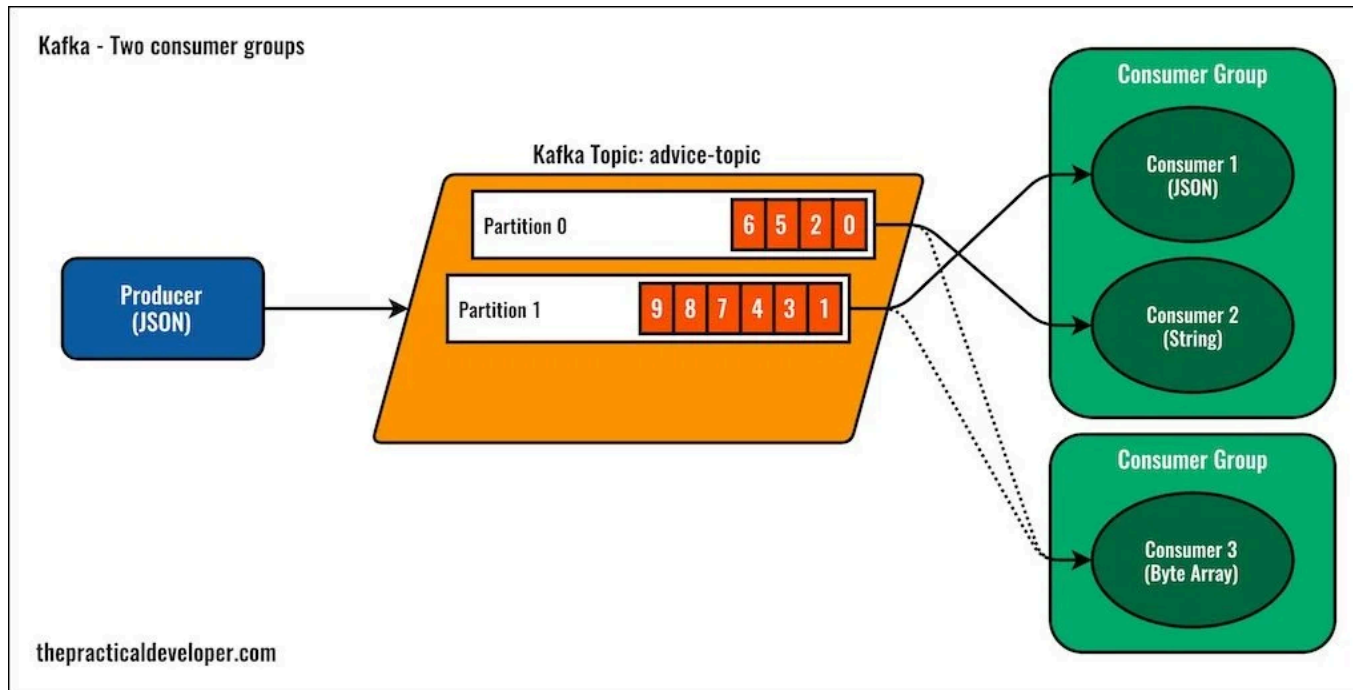 Kafka - Two consumer groups
Consumer Group
Consumer 1
(JSON)
Kafka Topic: advice-topic
Partition 0
6 5 2 0
Producer
(JSON)
Partition 1
9 8 7 4 3 1
Consumer 2
(String)
Consumer Group
Consumer 3
(Byte Array)
thepracticaldeveloper.com